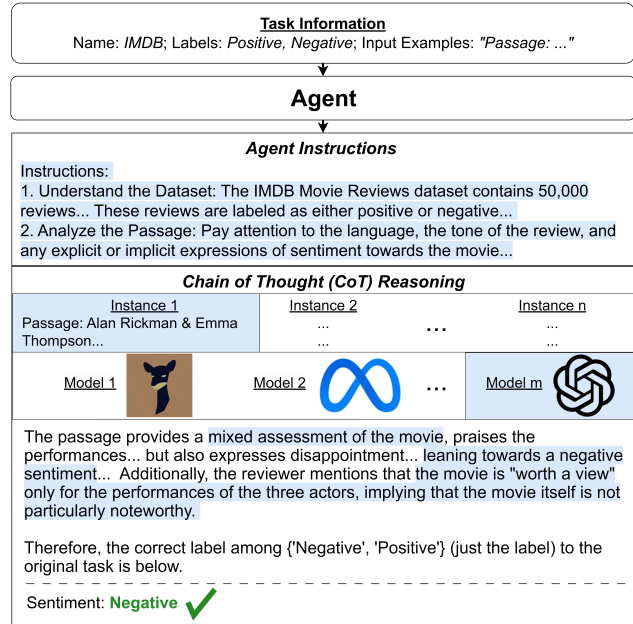 Task Information
Name: IMDB; Labels: Positive, Negative; Input Examples: "Passage: ..."
Agent
Agent Instructions
Instructions:
1. Understand the Dataset: The IMDB Movie Reviews dataset contains 50,000
reviews... These reviews are labeled as either positive or negative...
2. Analyze the Passage: Pay attention to the language, the tone of the review, and
any explicit or implicit expressions of sentiment towards the movie...
Chain of Thought (CoT) Reasoning
Instance 1
Passage: Alan Rickman & Emma
Thompson...
Instance 2
...
...
...
Instance n
...
...
Model 1
Model 2
...
Model m
The passage provides a mixed assessment of the movie, praises the
performances... but also expresses disappointment... leaning towards a negative
sentiment... Additionally, the reviewer mentions that the movie is "worth a view"
only for the performances of the three actors, implying that the movie itself is not
particularly noteworthy.
Therefore, the correct label among {'Negative', 'Positive'} (just the label) to the
original task is below.
Sentiment: Negative